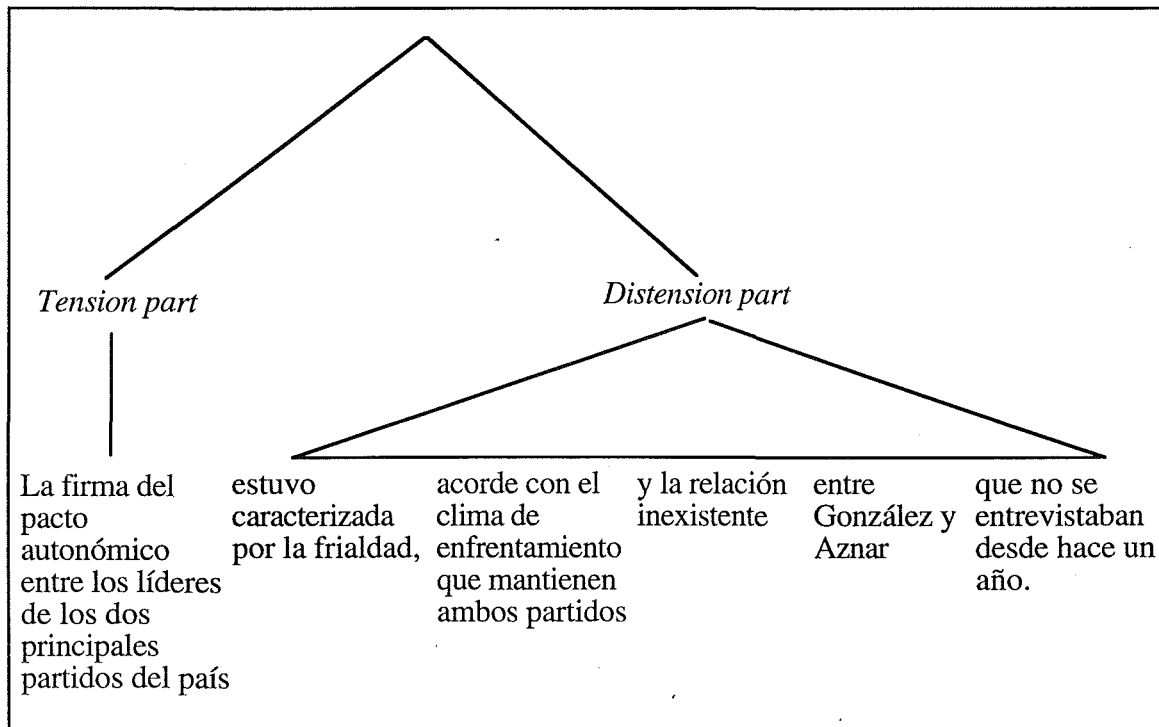 Tension part
Distension part
La firma del
pacto
autonómico
entre los líderes
de los dos
principales
partidos del país
estuvo
caracterizada
por la frialdad,
acorde con el
clima de
enfrentamiento
que mantienen
ambos partidos
y la relación
inexistente
entre
González y
Aznar
que no se
entrevistaban
desde hace un
año.